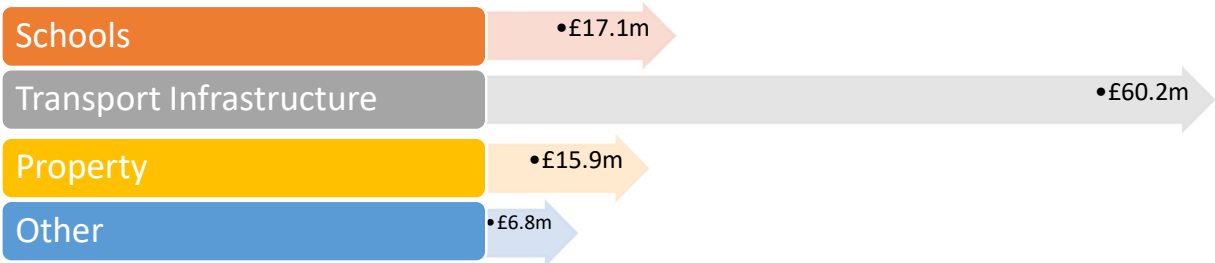 Schools
•£17.1m
Transport Infrastructure
•£60.2m
Property
•£15.9m
Other
•£6.8m